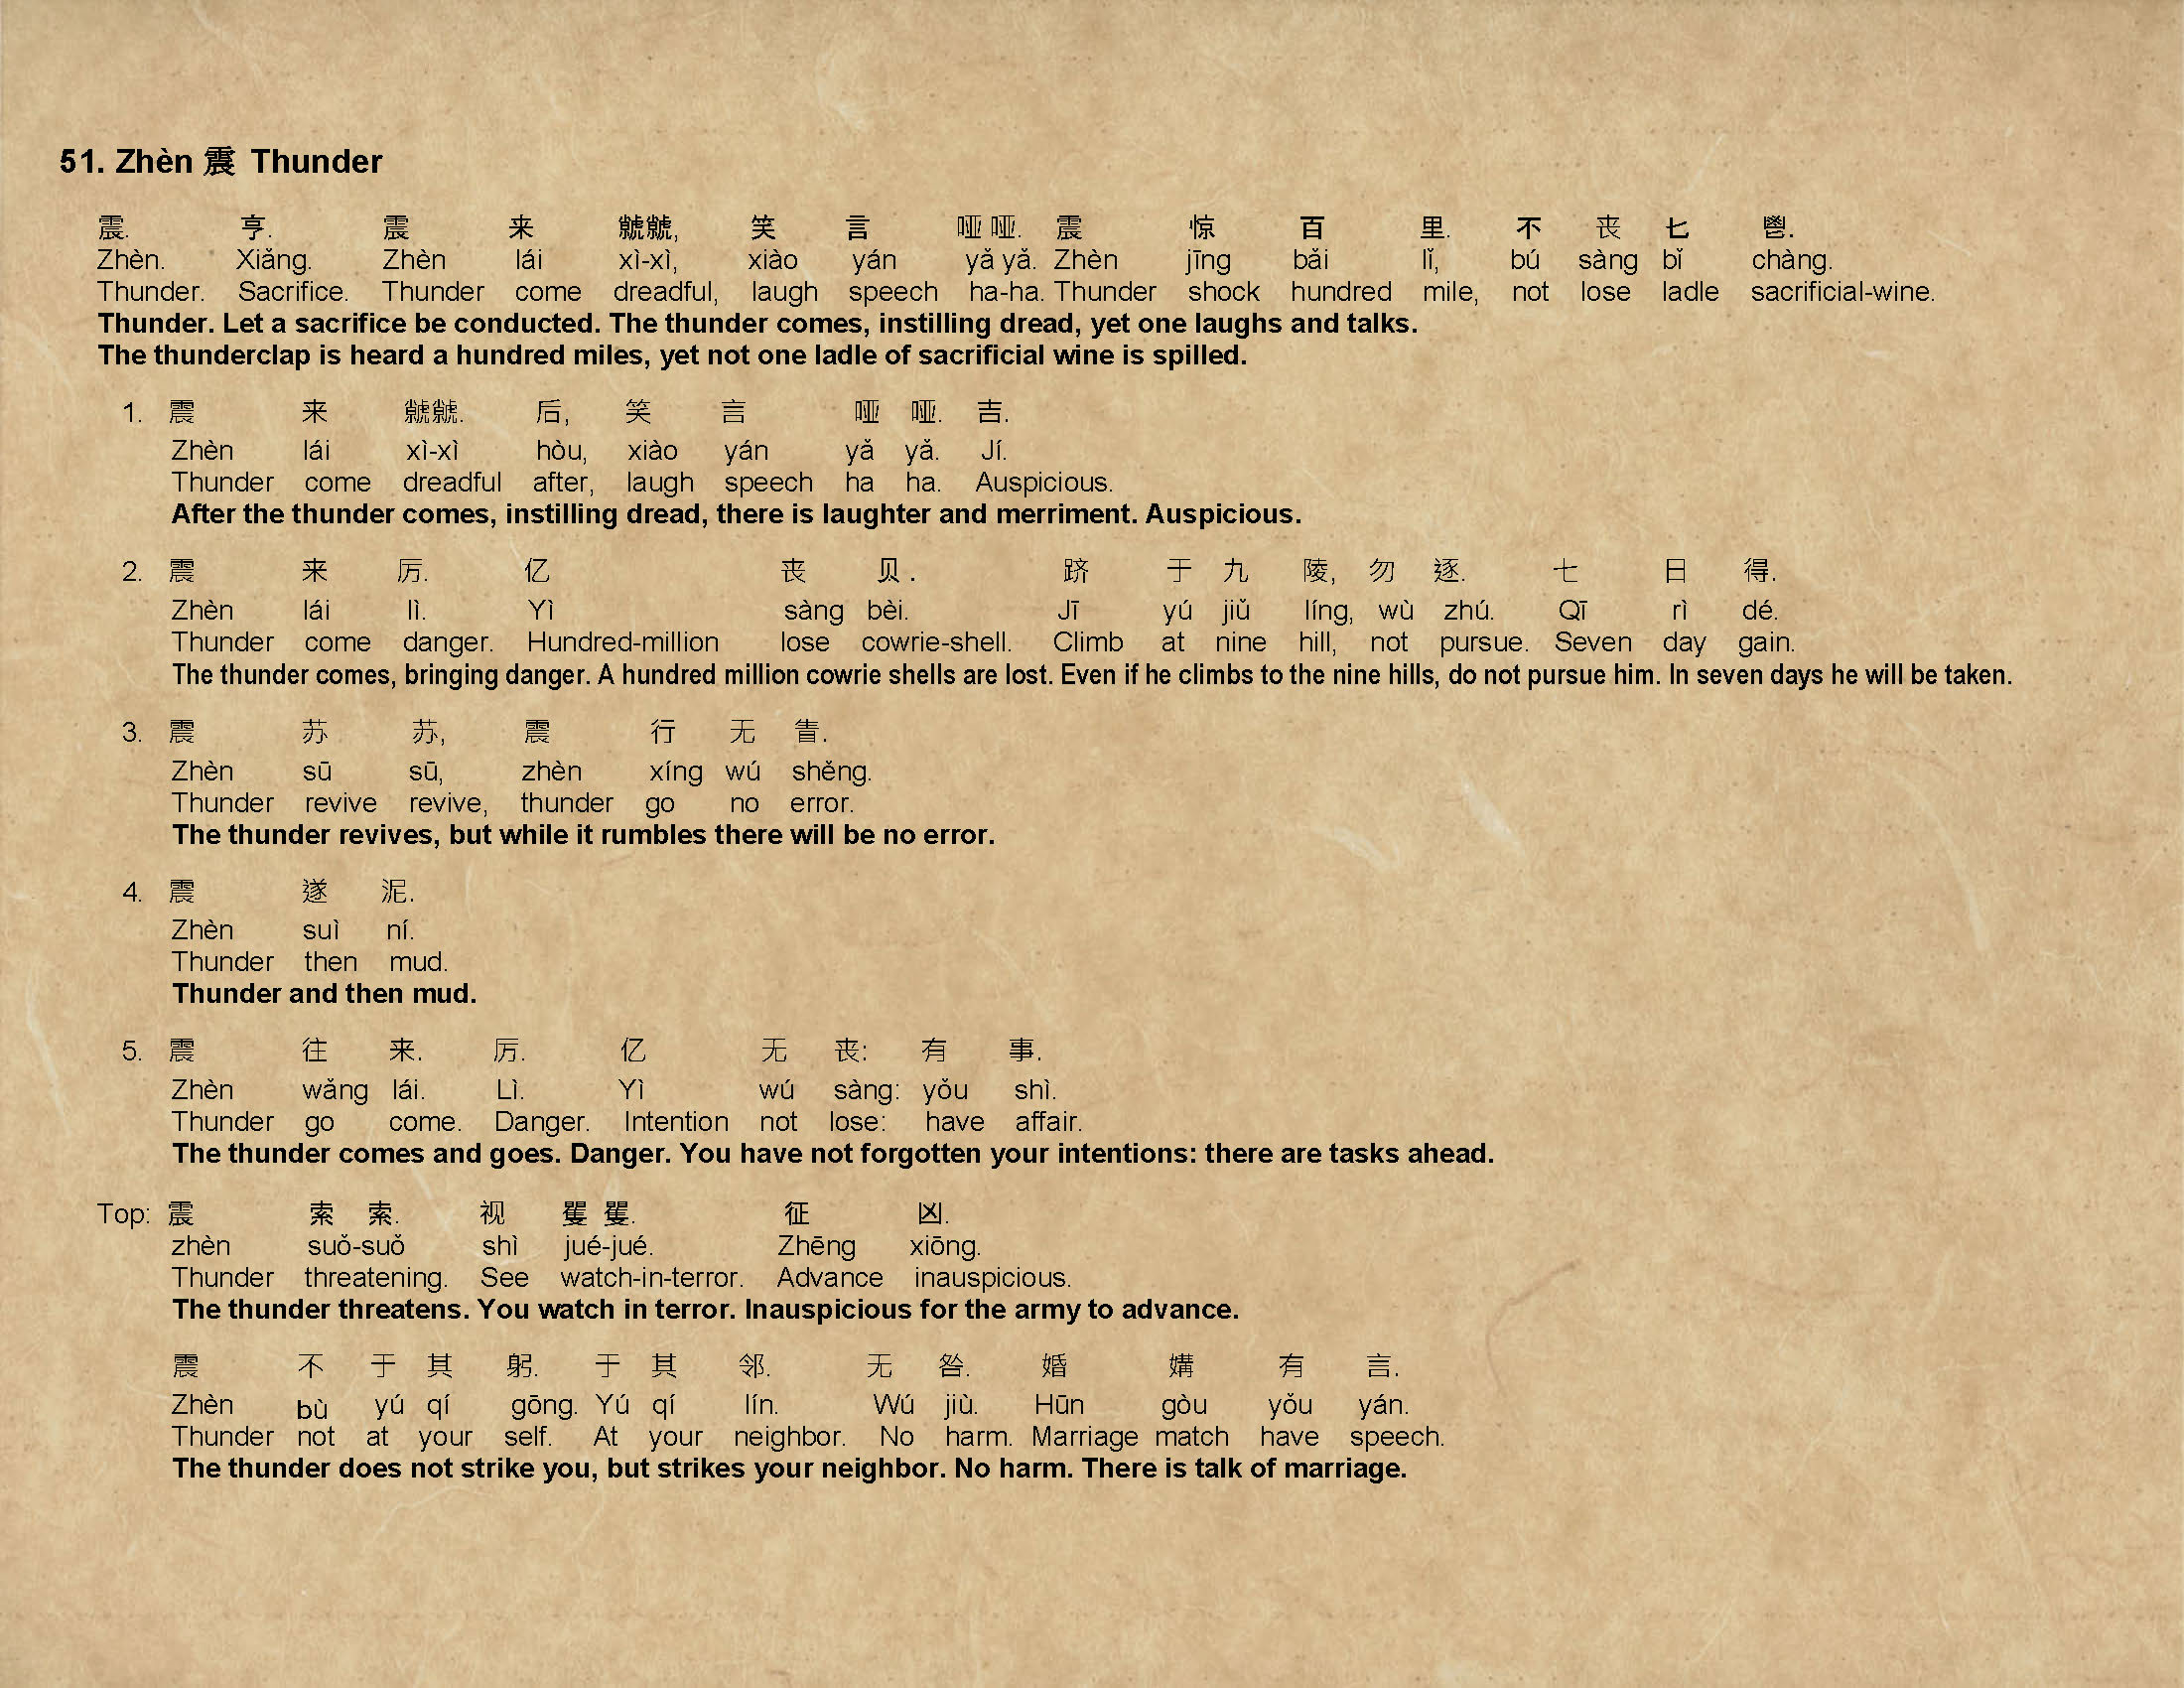 51. Zhèn 震 Thunder
震. 亨. 震 来 虩虩, 笑 言 哑 哑. 震 惊 百 里. 不 丧 匕 鬯.
Zhèn. Xiǎng. Zhèn lái xì-xì, xiào yán yǎ yǎ. Zhèn jīng bǎi lǐ, bú sàng bǐ chàng.
Thunder. Sacrifice. Thunder come dreadful, laugh speech ha-ha. Thunder shock hundred mile, not lose ladle sacrificial-wine.
Thunder. Let a sacrifice be conducted. The thunder comes, instilling dread, yet one laughs and talks.
The thunderclap is heard a hundred miles, yet not one ladle of sacrificial wine is spilled.
1. 震 来 虩虩. 后, 笑 言 哑 哑. 吉.
Zhèn lái xì-xì hòu, xiào yán yǎ yǎ. Jí.
Thunder come dreadful after, laugh speech ha ha. Auspicious.
After the thunder comes, instilling dread, there is laughter and merriment. Auspicious.
2. 震 来 厉. 亿 丧 贝 . 跻 于 九 陵, 勿 逐. 七 日 得.
Zhèn lái lì. Yì sàng bèi. Jī yú jiǔ líng, wù zhú. Qī rì dé.
Thunder come danger. Hundred-million lose cowrie-shell. Climb at nine hill, not pursue. Seven day gain.
The thunder comes, bringing danger. A hundred million cowrie shells are lost. Even if he climbs to the nine hills, do not pursue him. In seven days he will be taken.
3. 震 苏 苏, 震 行 无 眚.
Zhèn sū sū, zhèn xíng wú shěng.
Thunder revive revive, thunder go no error.
The thunder revives, but while it rumbles there will be no error.
4. 震 遂 泥.
Zhèn suì ní.
Thunder then mud.
Thunder and then mud.
5. 震 往 来. 厉. 亿 无 丧: 有 事.
Zhèn wǎng lái. Lì. Yì wú sàng: yǒu shì.
Thunder go come. Danger. Intention not lose: have affair.
The thunder comes and goes. Danger. You have not forgotten your intentions: there are tasks ahead.
Top: 震 索 索. 视 矍 矍. 征 凶.
zhèn suǒ-suǒ shì jué-jué. Zhēng xiōng.
Thunder threatening. See watch-in-terror. Advance inauspicious.
The thunder threatens. You watch in terror. Inauspicious for the army to advance.
震 不 于 其 躬. 于 其 邻. 无 咎. 婚 媾 有 言.
Zhèn bù yú qí gōng. Yú qí lín. Wú jiù. Hūn gòu yǒu yán.
Thunder not at your self. At your neighbor. No harm. Marriage match have speech.
The thunder does not strike you, but strikes your neighbor. No harm. There is talk of marriage.